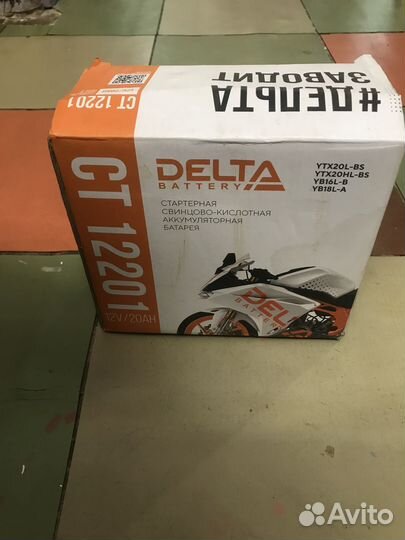 #ДЕЛЬТА
ЗАВОДИТ
CT 12201
DELTA
BATTERY
YTX20L-BS
YTX20HL-BS
YB16L-B
YB18L-A
СТАРТЕРНАЯ
СВИНЦОВО-КИСЛОТНАЯ
АККУМУЛЯТОРНАЯ
БАТАРЕЯ
CT 12201
12V/20AH
DELTA
BATTERY
Avito